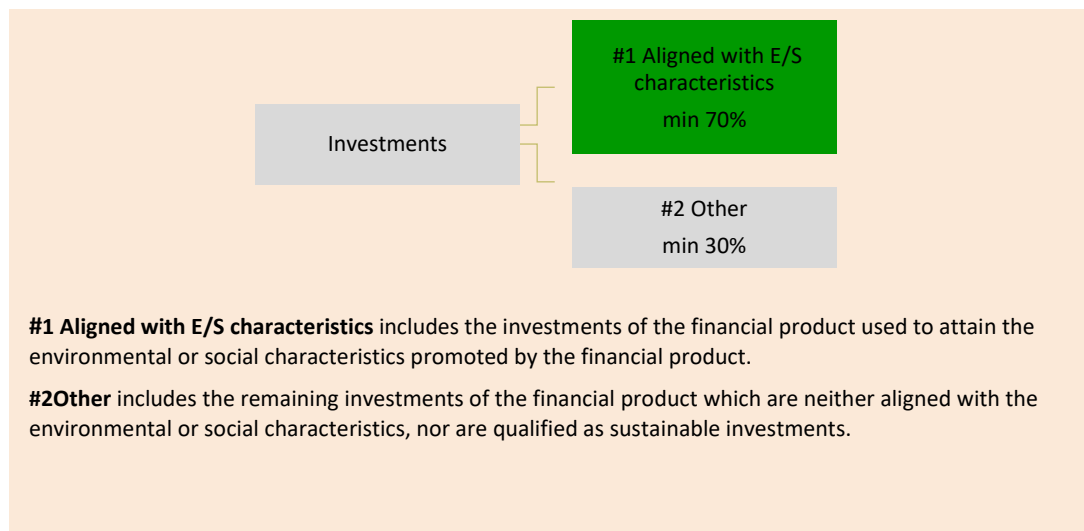 #1 Aligned with E/S
characteristics
min 70%
Investments
#2 Other
min 30%
#1 Aligned with E/S characteristics includes the investments of the financial product used to attain the
environmental or social characteristics promoted by the financial product.
#2Other includes the remaining investments of the financial product which are neither aligned with the
environmental or social characteristics, nor are qualified as sustainable investments.